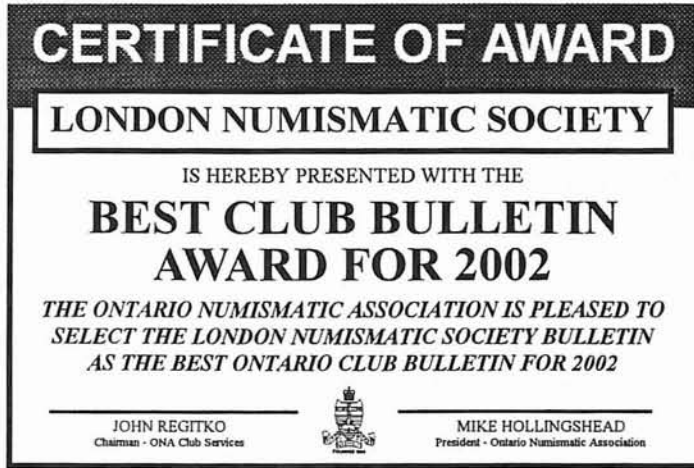 CERTIFICATE OF AWARD
LONDON NUMISMATIC SOCIETY
IS HEREBY PRESENTED WITH THE
BEST CLUB BULLETIN
AWARD FOR 2002
THE ONTARIO NUMISMATIC ASSOCIATION IS PLEASED TO
SELECT THE LONDON NUMISMATIC SOCIETY BULLETIN
AS THE BEST ONTARIO CLUB BULLETIN FOR 2002
JOHN REGITKO
Chairman - ONA Club Services
MIKE HOLLINGSHEAD
President - Ontario Numismatic Association